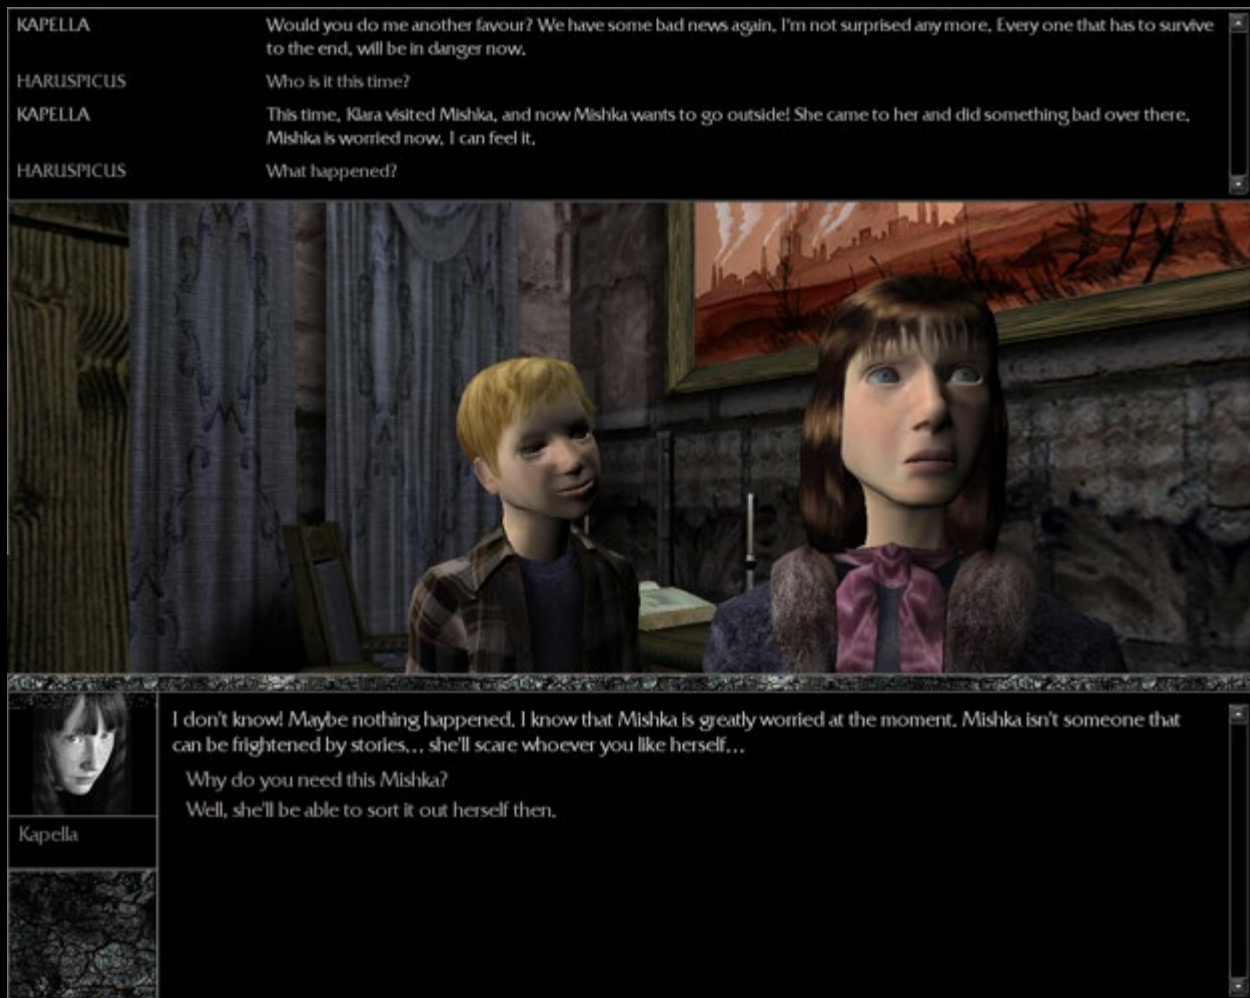 KAPELLA Would you do me another favour? We have some bad news again, I'm not surprised any more. Every one that has to survive
to the end, will be in danger now.
HARUSPICUS Who is it this time?
KAPELLA This time, Klara visited Mishka, and now Mishka wants to go outside! She came to her and did something bad over there.
Mishka is worried now, I can feel it.
HARUSPICUS What happened?
I don't know! Maybe nothing happened. I know that Mishka is greatly worried at the moment. Mishka isn't someone that
can be frightened by stories... she'll scare whoever you like herself...
Why do you need this Mishka?
Well, she'll be able to sort it out herself then.
Kapella